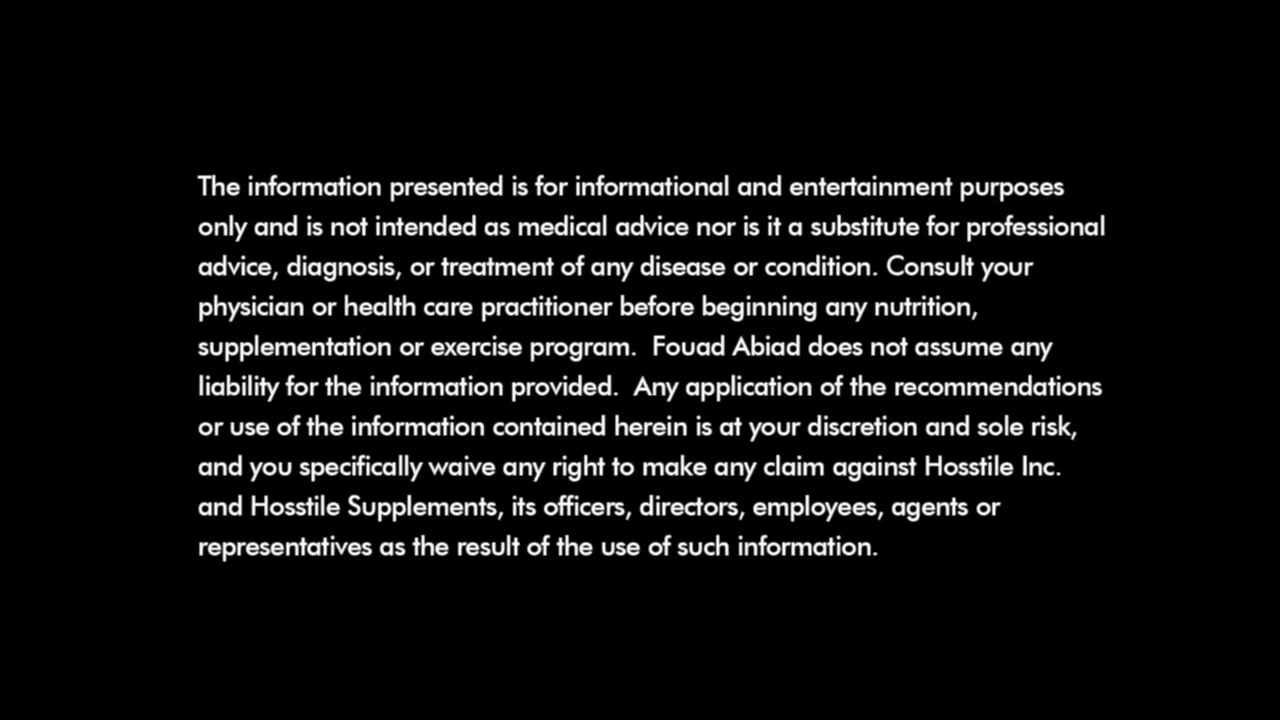 The information presented is for informational and entertainment purposes
only and is not intended as medical advice nor is it a substitute for professional
advice, diagnosis, or treatment of any disease or condition. Consult your
physician or health care practitioner before beginning any nutrition,
supplementation or exercise program.  Fouad Abiad does not assume any
liability for the information provided.  Any application of the recommendations
or use of the information contained herein is at your discretion and sole risk,
and you specifically waive any right to make any claim against Hosstile Inc.
and Hosstile Supplements, its officers, directors, employees, agents or
representatives as the result of the use of such information.